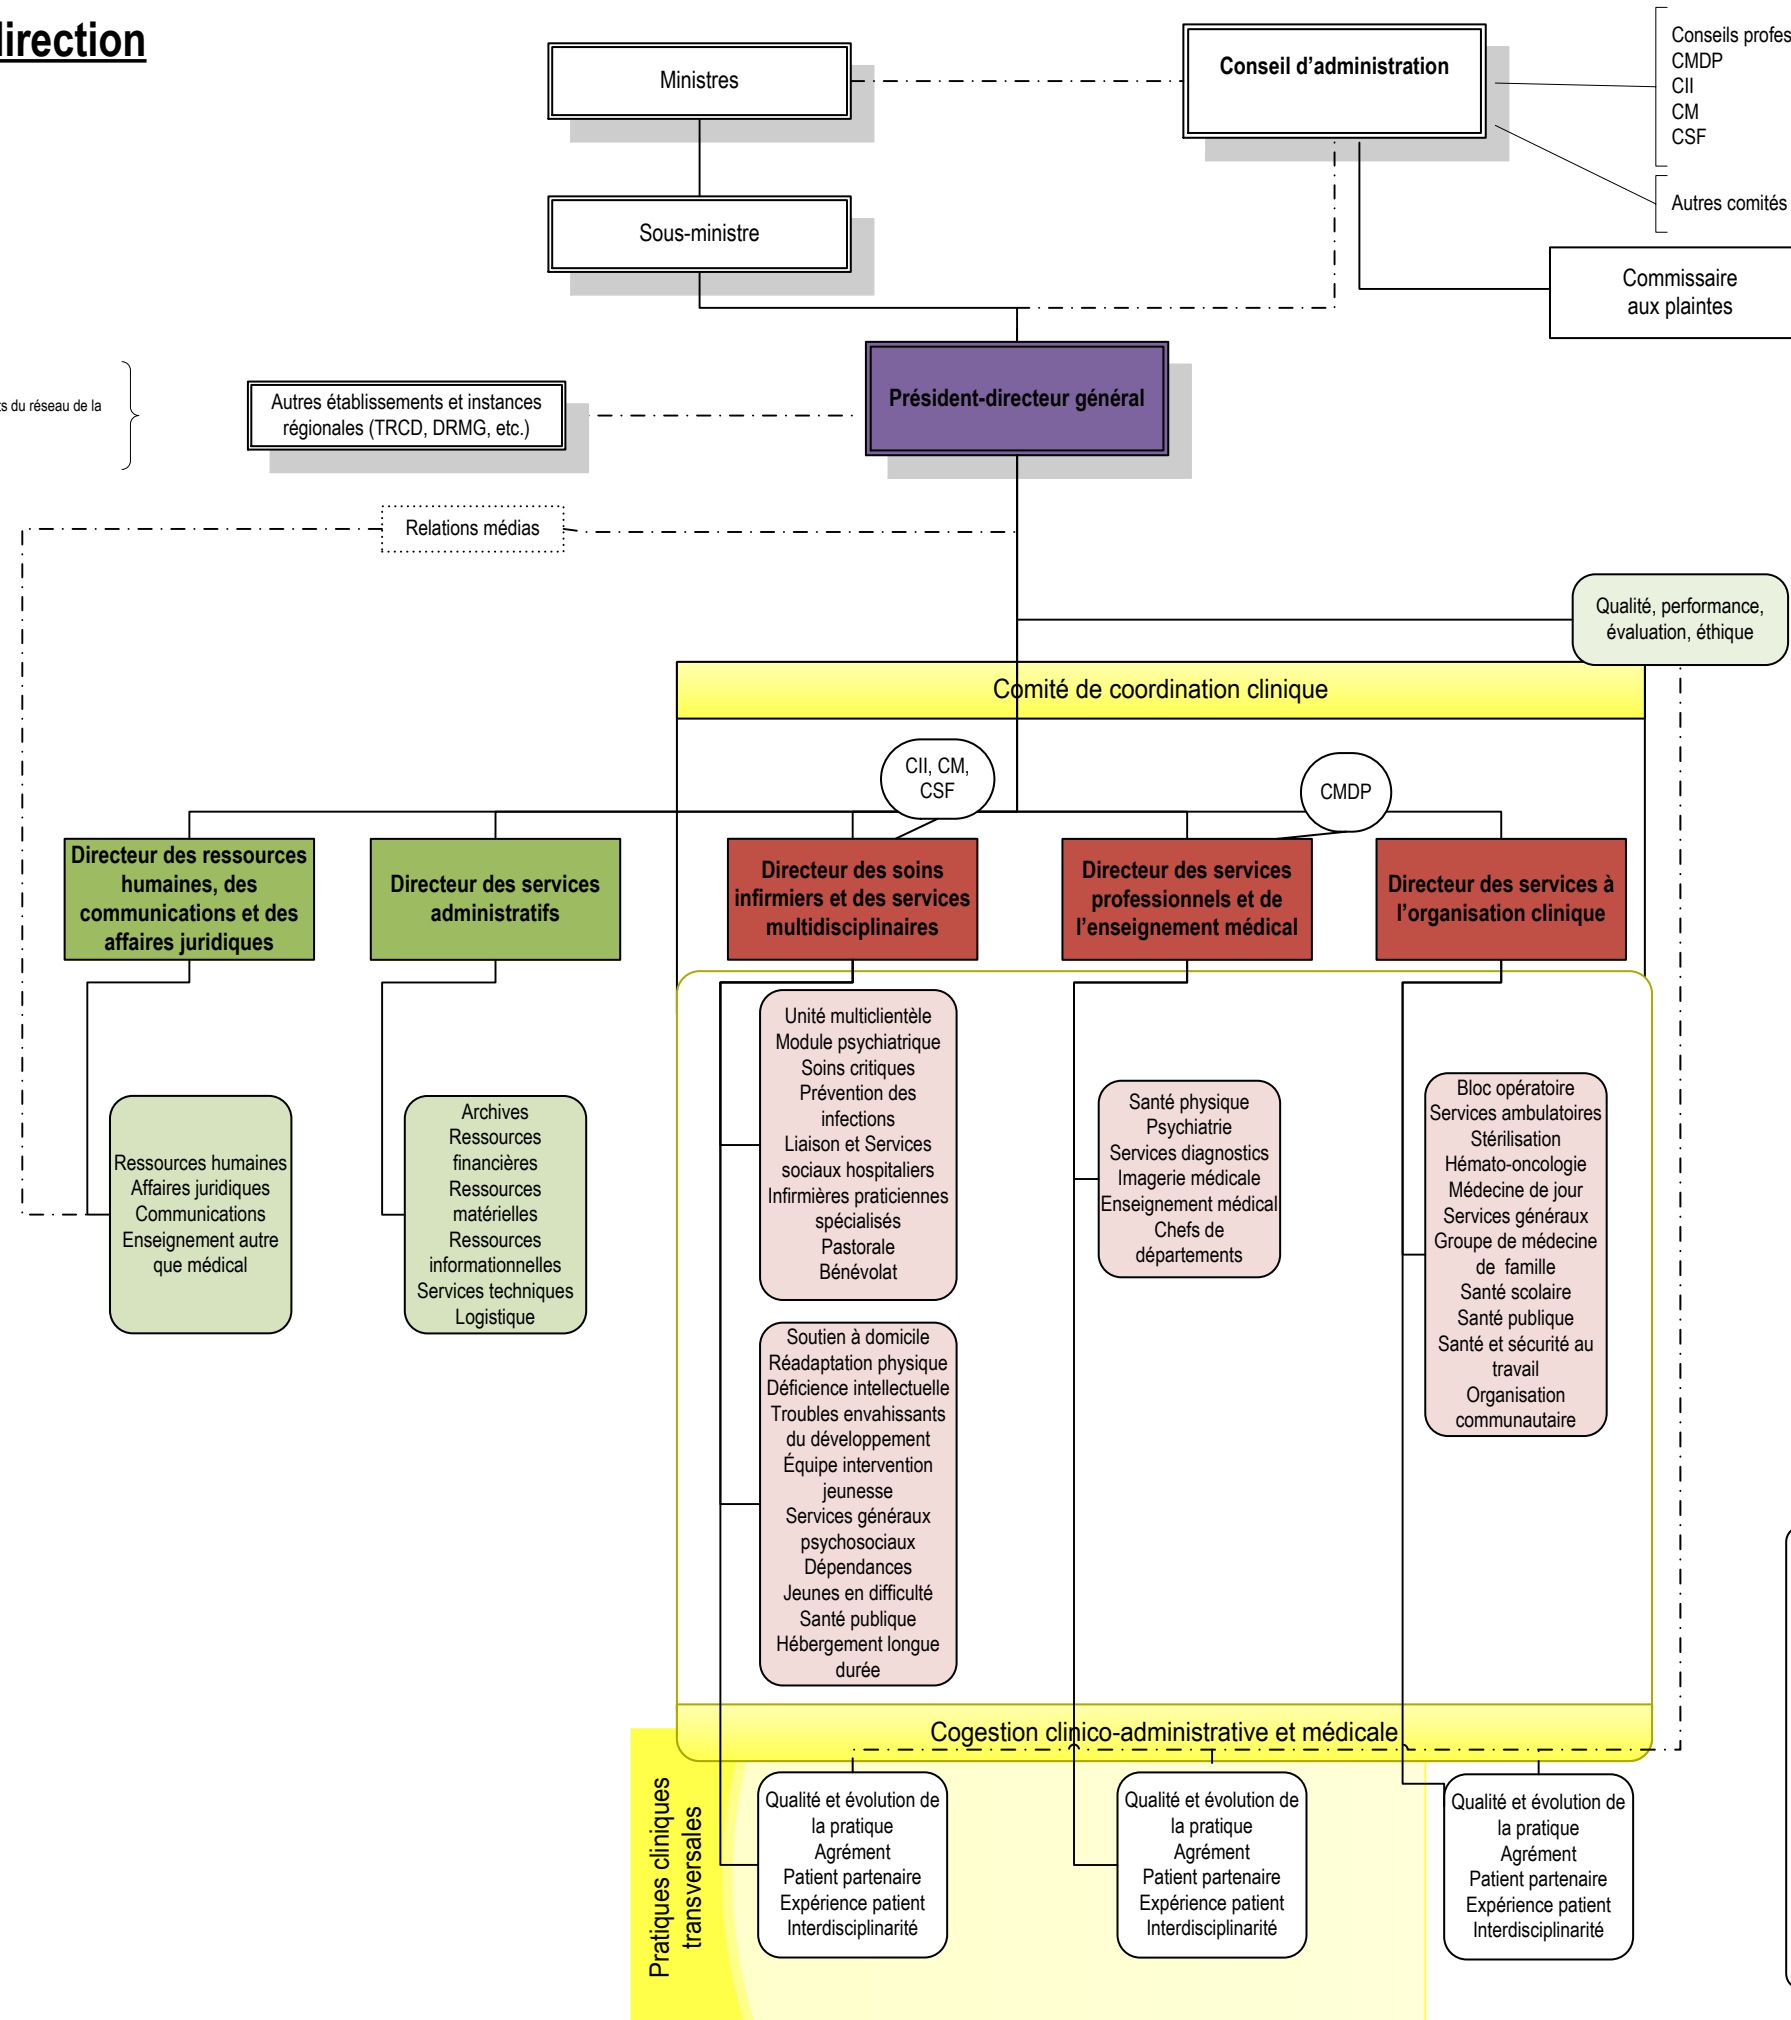 direction
Ministres
Conseil d’administration
Conseils
CMDP
CII
CM
CSF
Autres comités
Sous-ministre
Commissaire
aux plaintes
Président-directeur général
du réseau de la
Autres établissements et instances
régionales (TRCD, DRMG, etc.)
Relations médias
Qualité, performance,
évaluation, éthique
Comité de coordination clinique
CII, CM,
CSF
CMDP
Directeur des ressources
humaines, des
communications et des
affaires juridiques
Directeur des services
administratifs
Directeur des soins
infirmiers et des services
multidisciplinaires
Directeur des services
professionnels et de
l’enseignement médical
Directeur des services à
l’organisation clinique
Ressources humaines
Affaires juridiques
Communications
Enseignement autre
que médical
Archives
Ressources
financières
Ressources
matérielles
Ressources
informationnelles
Services techniques
Logistique
Unité multiclientèle
Module psychiatrique
Soins critiques
Prévention des
infections
Liaison et Services
sociaux hospitaliers
Infirmières praticiennes
spécialisés
Pastorale
Bénévolat
Soutien à domicile
Réadaptation physique
Déficience intellectuelle
Troubles envahissants
du développement
Équipe intervention
jeunesse
Services généraux
psychosociaux
Dépendances
Jeunes en difficulté
Santé publique
Hébergement longue
durée
Santé physique
Psychiatrie
Services diagnostics
Imagerie médicale
Enseignement médical
Chefs de
départements
Bloc opératoire
Services ambulatoires
Stérilisation
Hémato-oncologie
Médecine de jour
Services généraux
Groupe de médecine
de famille
Santé scolaire
Santé publique
Santé et sécurité au
travail
Organisation
communautaire
Cogestion clinico-administrative et médicale
Pratiques cliniques
transversales
Qualité et évolution de
la pratique
Agrément
Patient partenaire
Expérience patient
Interdisciplinarité
Qualité et évolution de
la pratique
Agrément
Patient partenaire
Expérience patient
Interdisciplinarité
Qualité et évolution de
la pratique
Agrément
Patient partenaire
Expérience patient
Interdisciplinarité